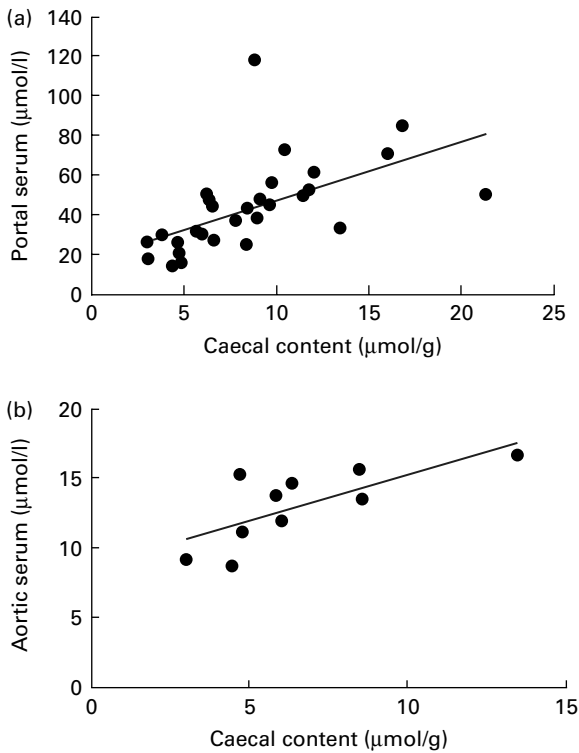 (a)
Portal serum (μmol/l)
140
120
100
80
60
40
20
0
0 5 10 15 20 25
Caecal content (μmol/g)
(b)
Aortic serum (μmol/l)
20
15
10
5
0
0 5 10 15
Caecal content (μmol/g)